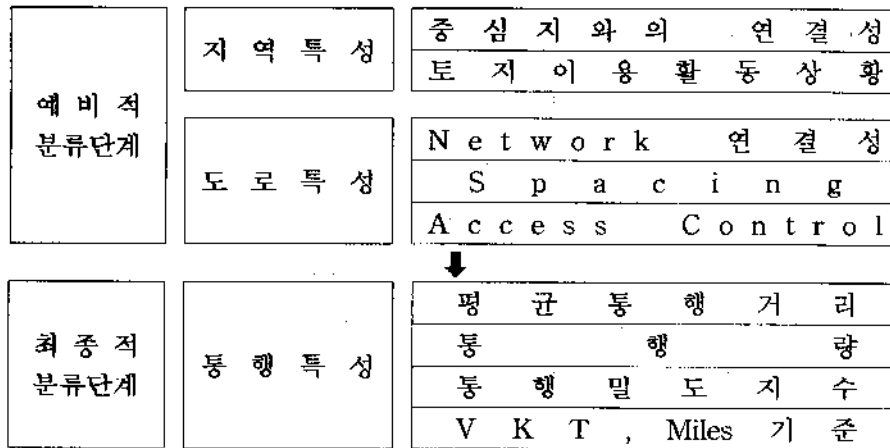 예비적
분류단계
지역특성
중심지와의 연결성
토지이용활동상황
도로특성
Network 연결성
Spacing
Access Control
최종적
분류단계
통행특성
평균통행거리
통행량
통행밀도지수
VKT, Miles 기준